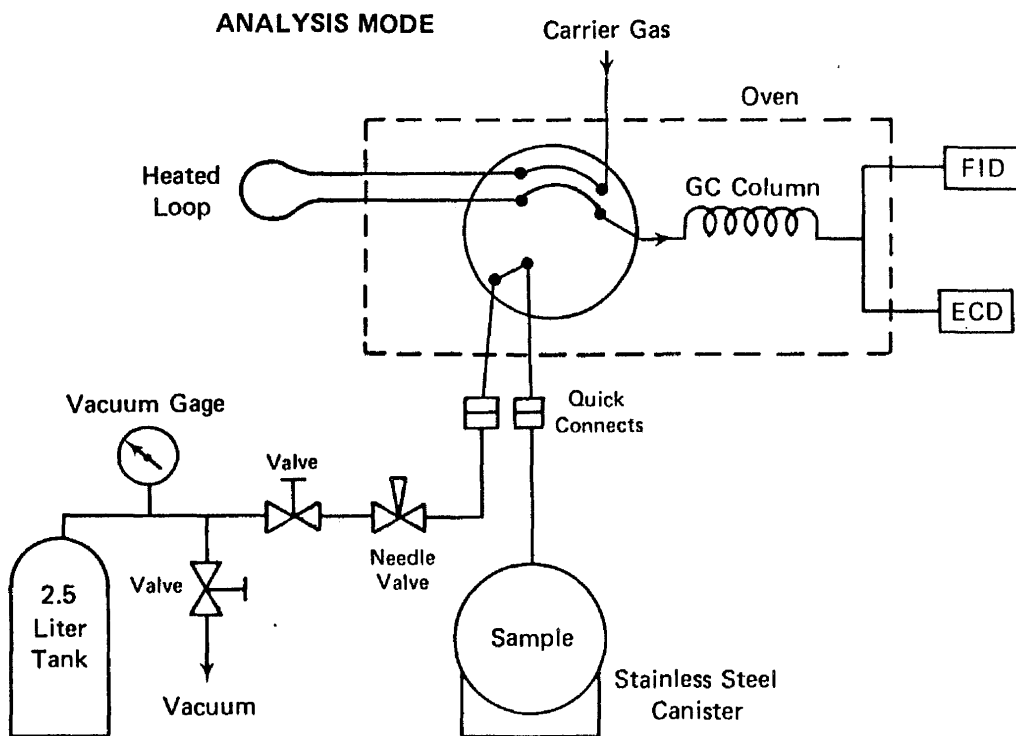 ANALYSIS MODE
Carrier Gas
Oven
Heated
Loop
GC Column
FID
ECD
Quick
Connects
Vacuum Gage
Valve
Needle
Valve
Valve
2.5
Liter
Tank
Vacuum
Sample
Stainless Steel
Canister